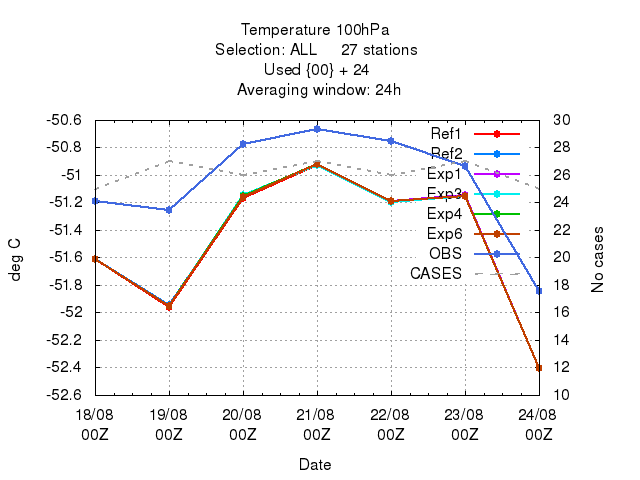 Temperature 100hPa
Selection: ALL 27 stations
Used {00} + 24
Averaging window: 24h
-50.6 30
-50.8 28
-51 26
-51.2 24
-51.4 22
-51.6 20
-51.8 18
-52 16
-52.2 14
-52.4 12
-52.6 10
deg C
No cases
Ref1
Ref2
Exp1
Exp3
Exp4
Exp6
OBS
CASES
18/08 19/08 20/08 21/08 22/08 23/08 24/08
00Z 00Z 00Z 00Z 00Z 00Z 00Z
Date